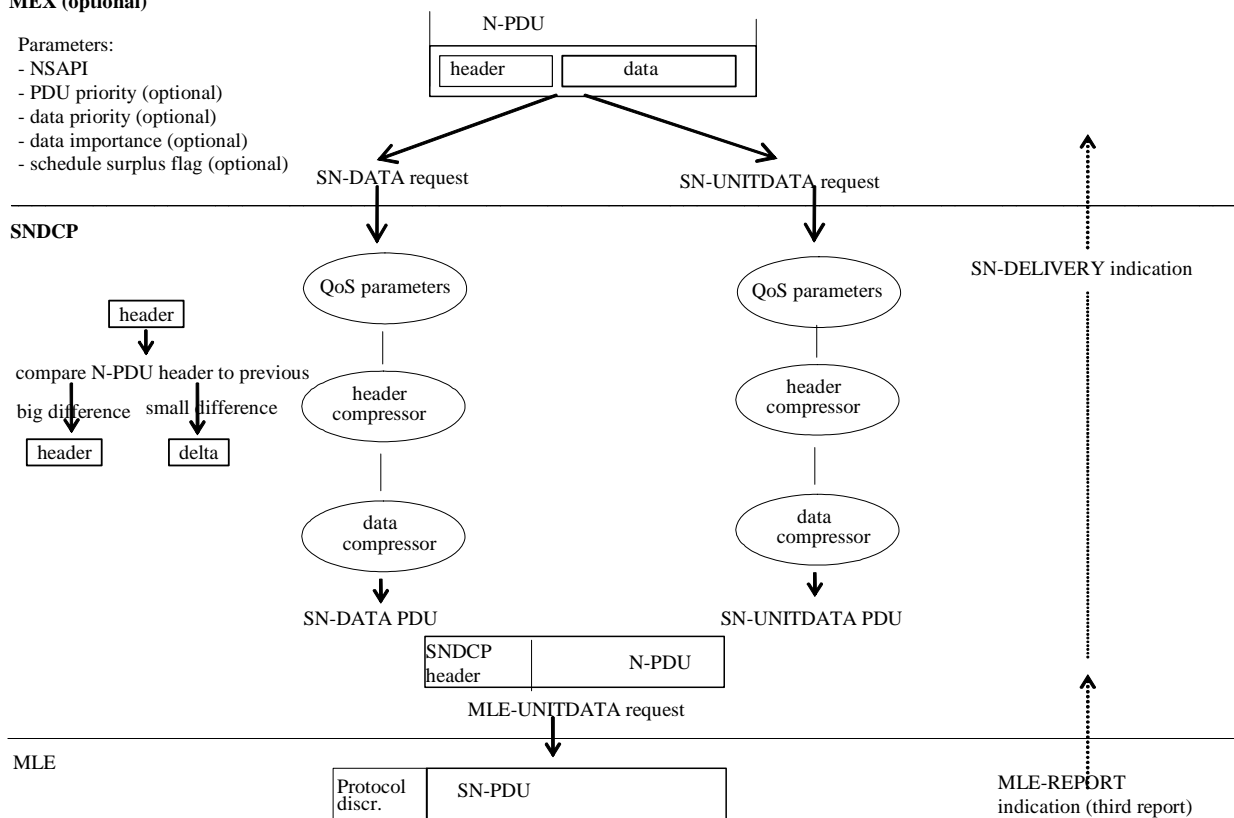 MEX (optional)
N-PDU
Parameters:
- NSAPI
- PDU priority (optional)
- data priority (optional)
- data importance (optional)
- schedule surplus flag (optional)
header
data
SN-DATA request
SN-UNITDATA request
SNDCP
SN-DELIVERY indication
QoS parameters
QoS parameters
header
compare N-PDU header to previous
big difference
small difference
header
delta
header
compressor
header
compressor
data
compressor
data
compressor
SN-DATA PDU
SN-UNITDATA PDU
SNDCP
header
N-PDU
MLE-UNITDATA request
MLE
Protocol
discr.
SN-PDU
MLE-REPORT
indication (third report)